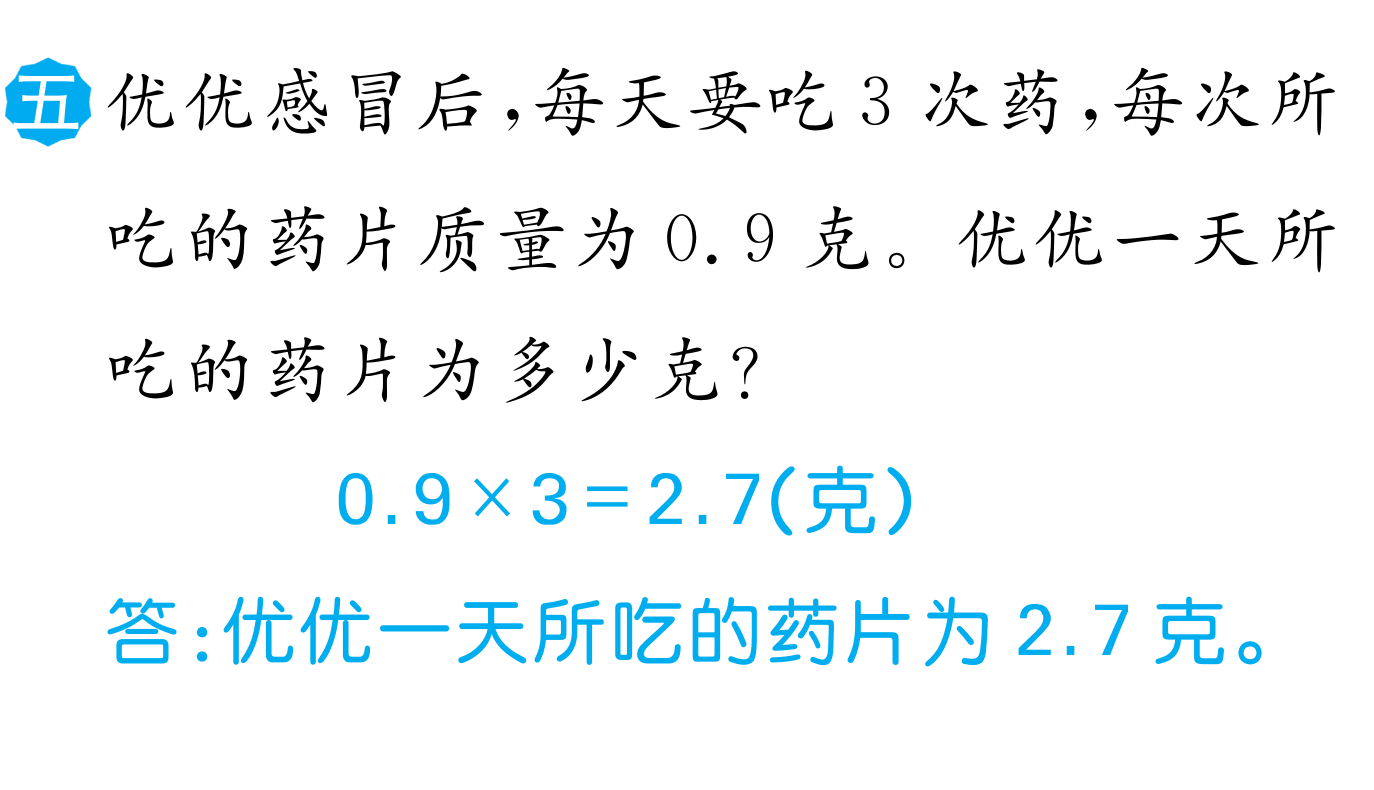 五 优优感冒后,每天要吃 3 次药,每次所
吃的药片质量为 0.9 克。优优一天所
吃的药片为多少克?
0.9×3=2.7(克)
答:优优一天所吃的药片为 2.7 克。